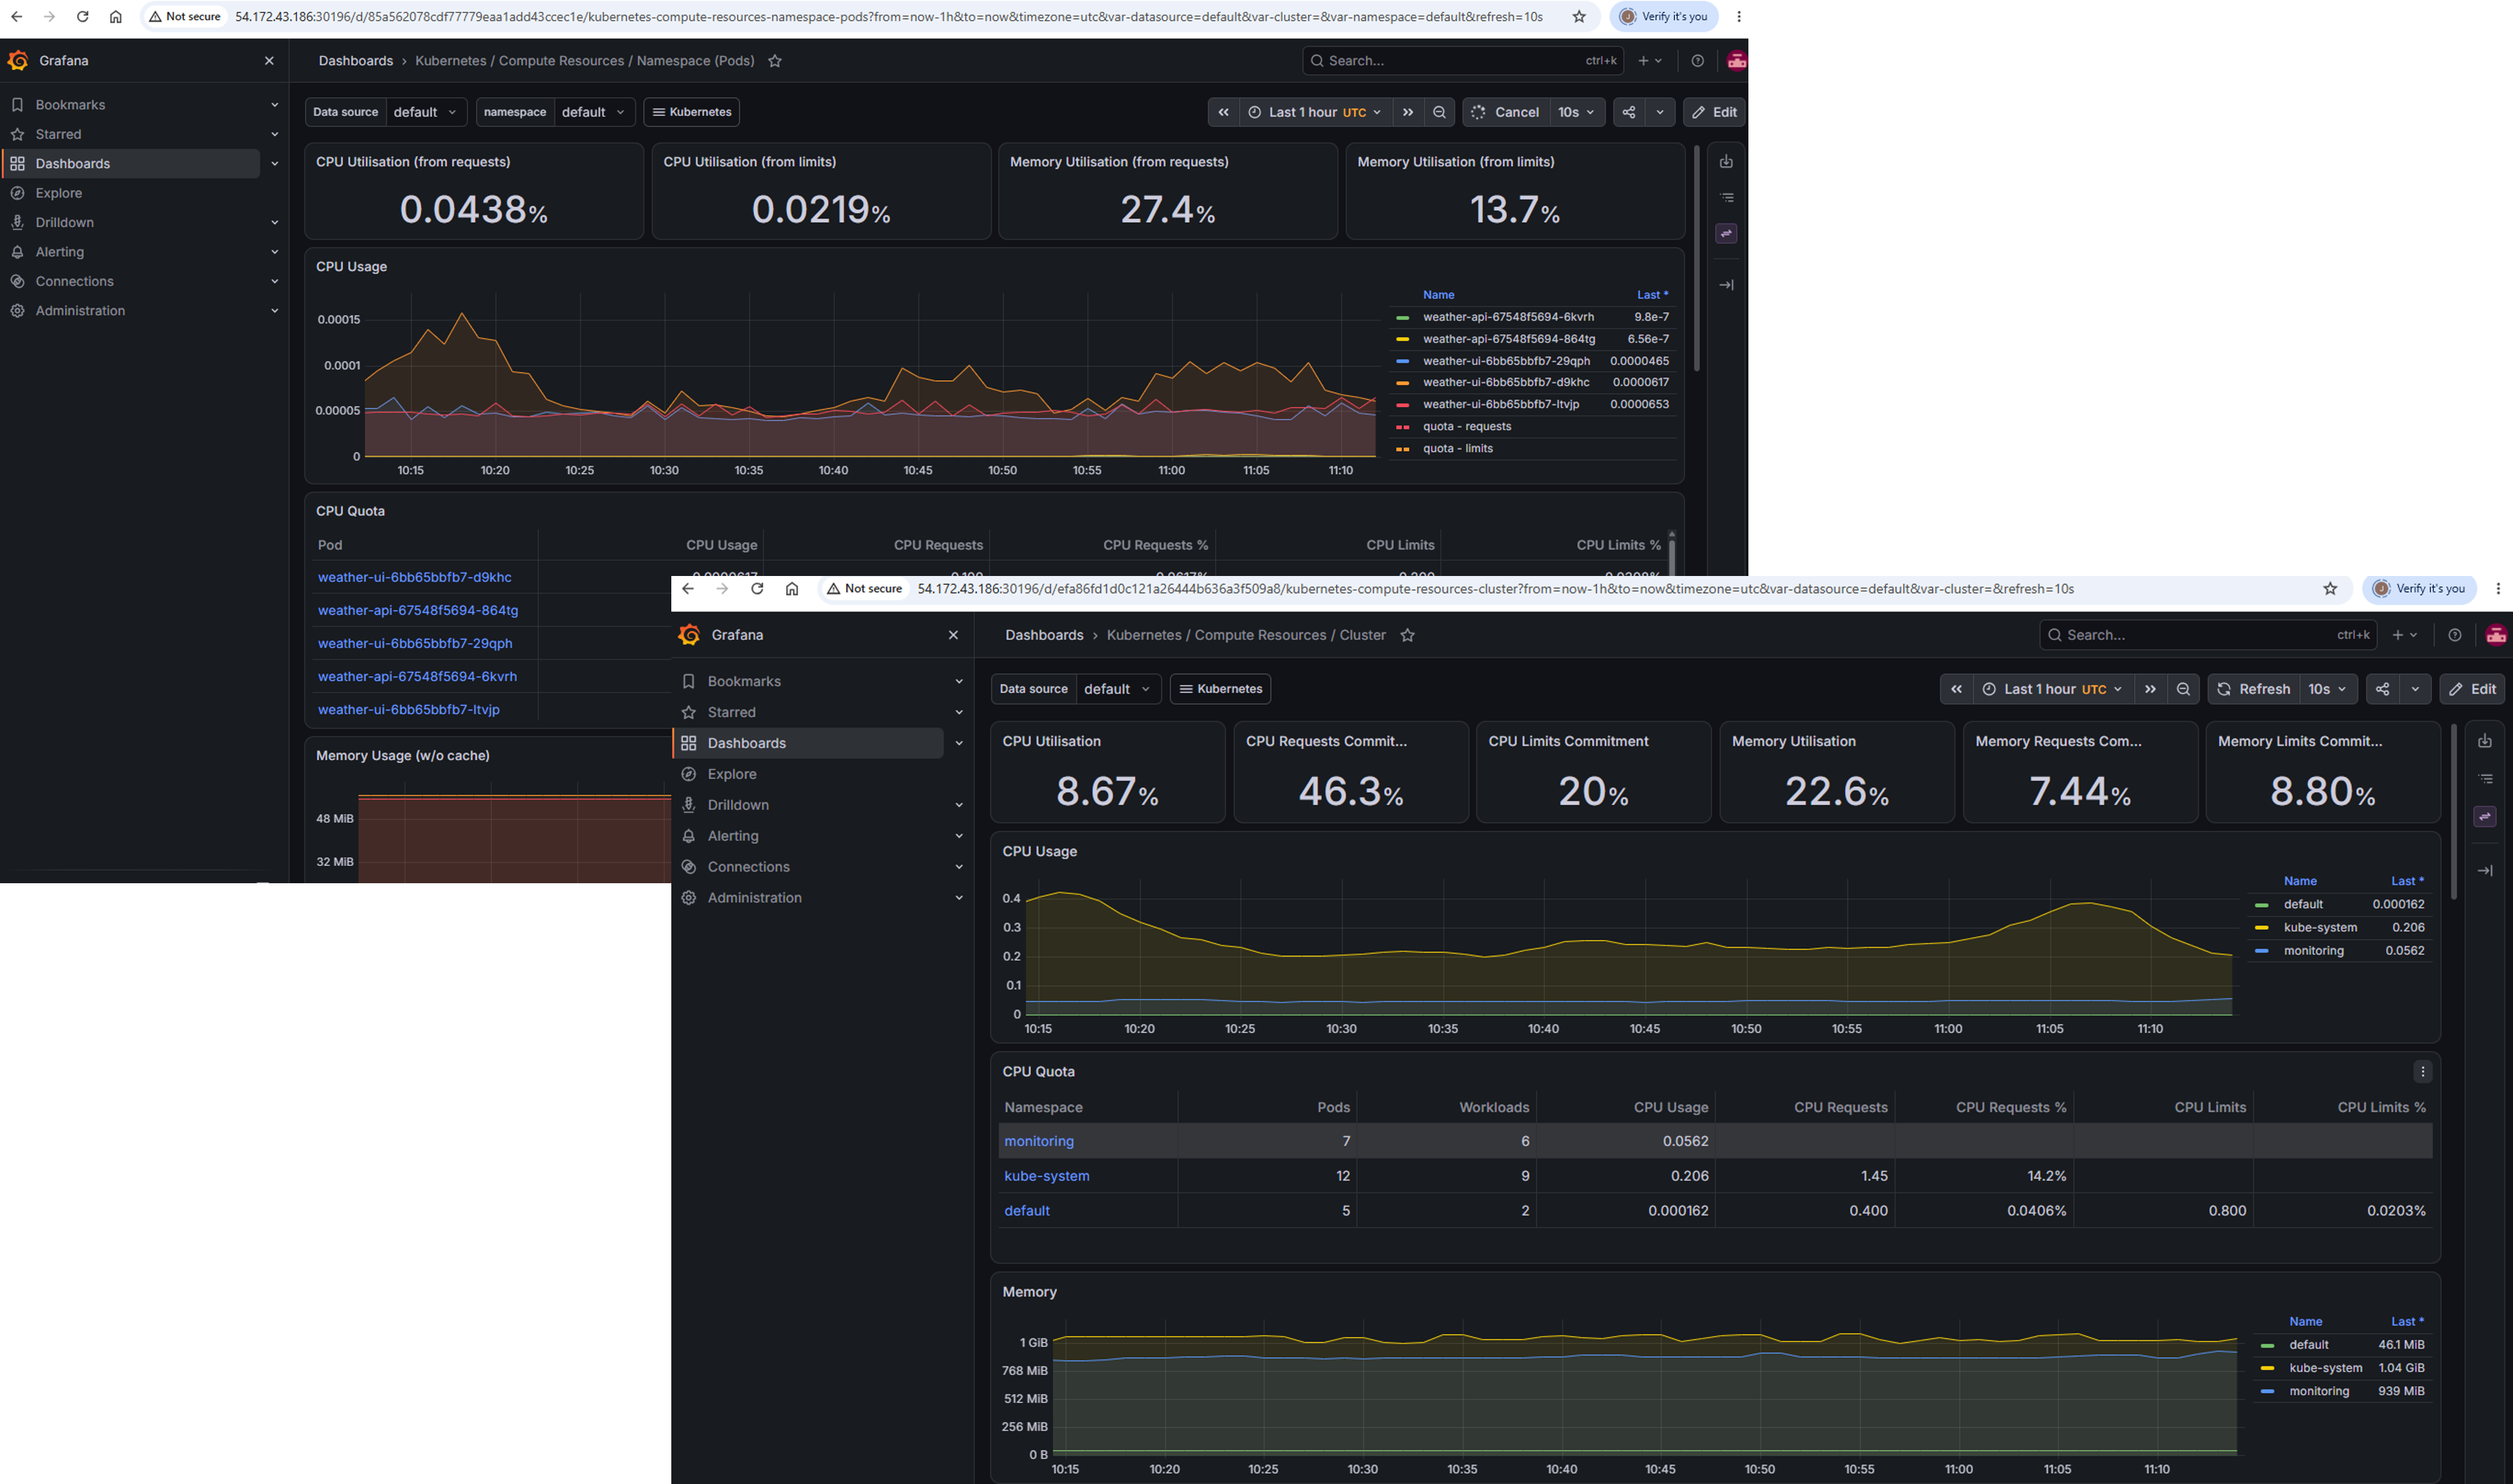 Not secure 54.172.43.186:30196/d/85a562078cdf77779eaa1add43ccec1e/kubernetes-compute-resources-namespace-pods?from=now-1h&to=now&timezone=utc&var-datasource=default&var-cluster=&var-namespace=default&refresh=10s Verify it's you
Grafana
Dashboards › Kubernetes / Compute Resources / Namespace (Pods)
Search... ctrl+k
Bookmarks
Starred
Dashboards
Explore
Drilldown
Alerting
Connections
Administration
Data source default namespace default Kubernetes
Last 1 hour UTC Cancel 10s Edit
CPU Utilisation (from requests)
0.0438%
CPU Utilisation (from limits)
0.0219%
Memory Utilisation (from requests)
27.4%
Memory Utilisation (from limits)
13.7%
CPU Usage
0.00015
0.0001
0.00005
0
10:15 10:20 10:25 10:30 10:35 10:40 10:45 10:50 10:55 11:00 11:05 11:10
Name Last *
weather-api-67548f5694-6kvrh 9.8e-7
weather-api-67548f5694-864tg 6.56e-7
weather-ui-6bb65bbfb7-29qph 0.0000465
weather-ui-6bb65bbfb7-d9khc 0.0000617
weather-ui-6bb65bbfb7-ltvjp 0.0000653
quota - requests
quota - limits
CPU Quota
Pod CPU Usage CPU Requests CPU Requests % CPU Limits CPU Limits %
weather-ui-6bb65bbfb7-d9khc
weather-api-67548f5694-864tg
weather-ui-6bb65bbfb7-29qph
weather-api-67548f5694-6kvrh
weather-ui-6bb65bbfb7-ltvjp
Memory Usage (w/o cache)
48 MiB
32 MiB
Not secure 54.172.43.186:30196/d/efa86fd1d0c121a26444b636a3f509a8/kubernetes-compute-resources-cluster?from=now-1h&to=now&timezone=utc&var-datasource=default&var-cluster=&refresh=10s Verify it's you
Grafana
Dashboards › Kubernetes / Compute Resources / Cluster
Search... ctrl+k
Bookmarks
Starred
Dashboards
Explore
Drilldown
Alerting
Connections
Administration
Data source default Kubernetes
Last 1 hour UTC Refresh 10s Edit
CPU Utilisation
8.67%
CPU Requests Commit...
46.3%
CPU Limits Commitment
20%
Memory Utilisation
22.6%
Memory Requests Com...
7.44%
Memory Limits Commit...
8.80%
CPU Usage
0.4
0.3
0.2
0.1
0
10:15 10:20 10:25 10:30 10:35 10:40 10:45 10:50 10:55 11:00 11:05 11:10
Name Last *
default 0.000162
kube-system 0.206
monitoring 0.0562
CPU Quota
Namespace Pods Workloads CPU Usage CPU Requests CPU Requests % CPU Limits CPU Limits %
monitoring 7 6 0.0562
kube-system 12 9 0.206 1.45 14.2%
default 5 2 0.000162 0.400 0.0406% 0.800 0.0203%
Memory
1 GiB
768 MiB
512 MiB
256 MiB
0 B
10:15 10:20 10:25 10:30 10:35 10:40 10:45 10:50 10:55 11:00 11:05 11:10
Name Last *
default 46.1 MiB
kube-system 1.04 GiB
monitoring 939 MiB